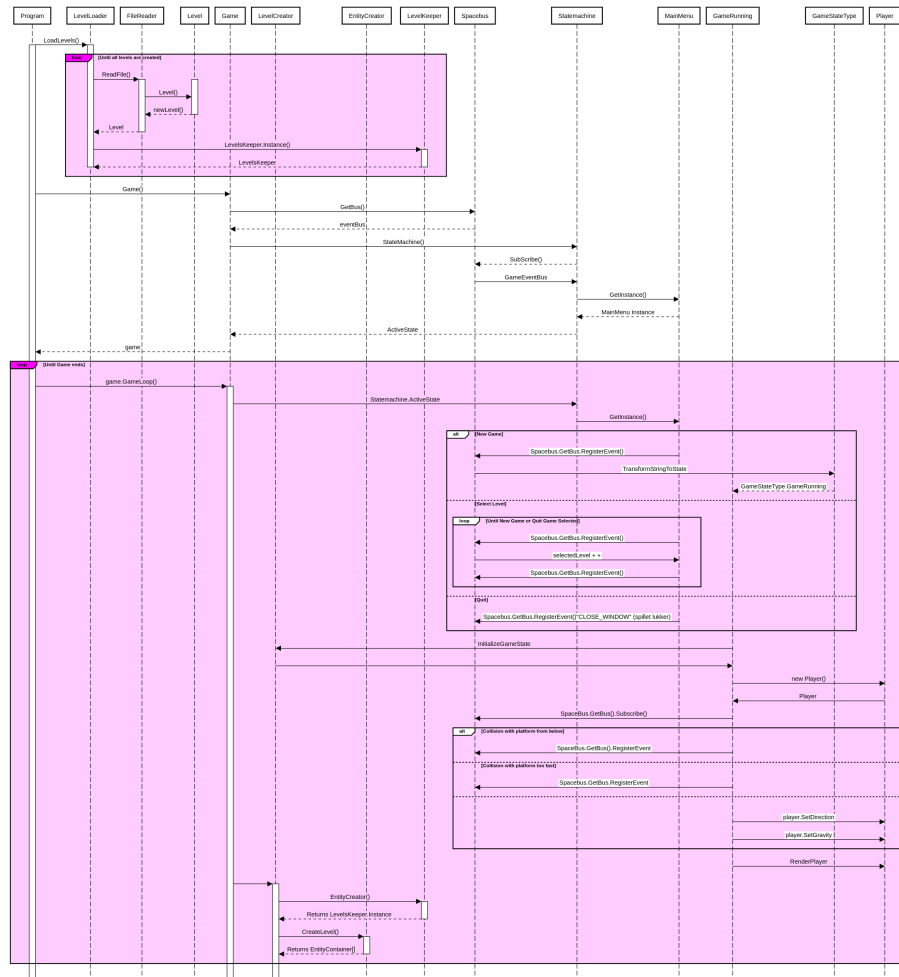 Program LevelLoader FileReader Level Game LevelCreator EntityCreator LevelKeeper Spacebus Statemachine MainMenu GameRunning GameStateType Player
LoadLevels()
loop [Until all levels are created]
ReadFile()
Level()
newLevel()
Level
LevelsKeeper.Instance()
LevelsKeeper
Game()
GetBus()
eventBus
StateMachine()
SubScribe()
GameEventBus
GetInstance()
MainMenu Instance
ActiveState
game
loop [Until Game ends]
game.GameLoop()
Statemachine.ActiveState
GetInstance()
alt [New Game]
Spacebus.GetBus.RegisterEvent()
TransformStringToState
GameStateType.GameRunning
[Select Level]
loop [Until New Game or Quit Game Selected]
Spacebus.GetBus.RegisterEvent()
selectedLevel + +
Spacebus.GetBus.RegisterEvent()
[Quit]
Spacebus.GetBus.RegisterEvent()"CLOSE_WINDOW" (spillet lukker)
InitializeGameState
new Player()
Player
SpaceBus.GetBus().Subscribe()
alt [Collision with platform from below]
SpaceBus.GetBus().RegisterEvent
[Collision with platform too fast]
Spacebus.GetBus.RegisterEvent
player.SetDirection
player.SetGravity
RenderPlayer
EntityCreator()
Returns LevelsKeeper.Instance
CreateLevel()
Returns EntityContainer[]